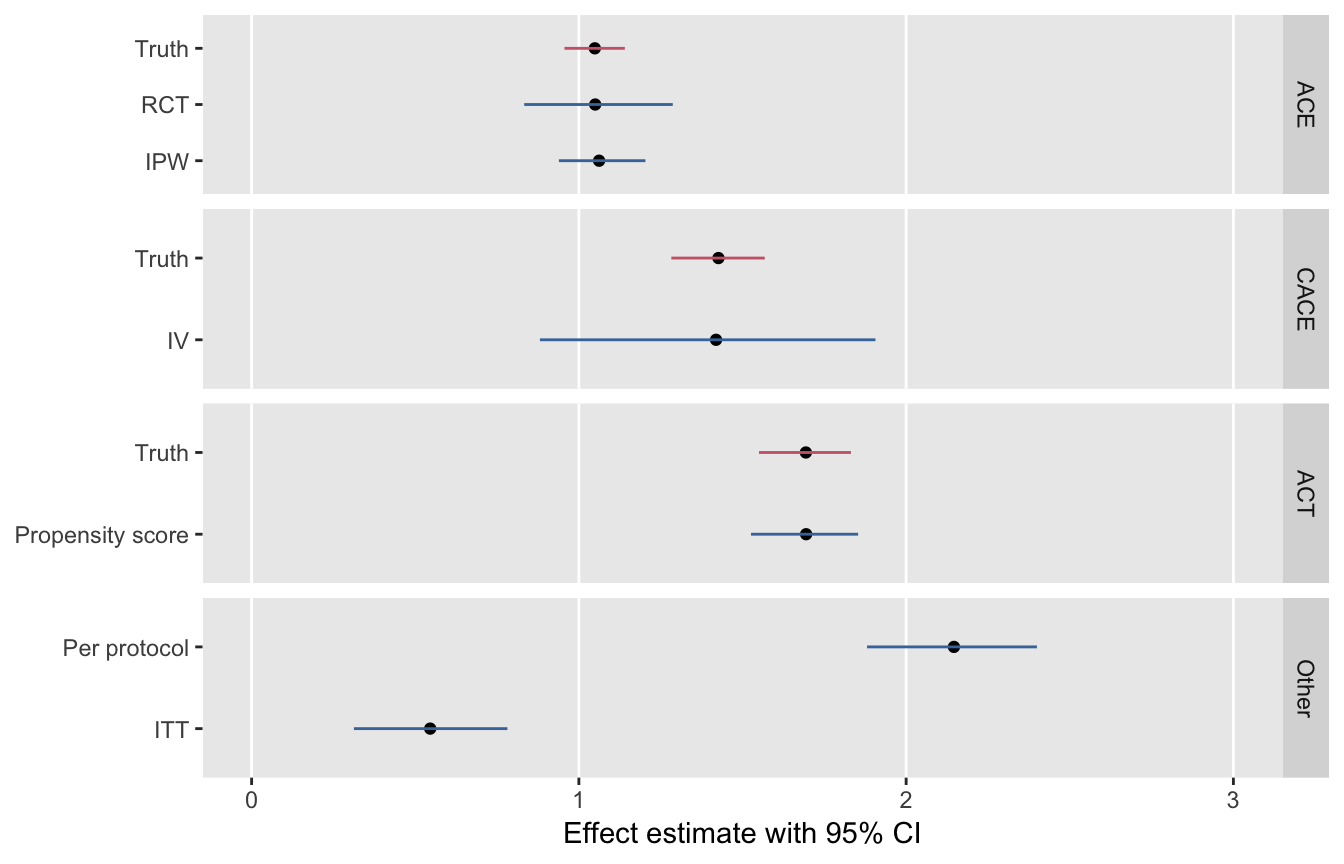 Truth
RCT
IPW
ACE
Truth
IV
CACE
Truth
Propensity score
ACT
Per protocol
ITT
Other
0 1 2 3
Effect estimate with 95% CI